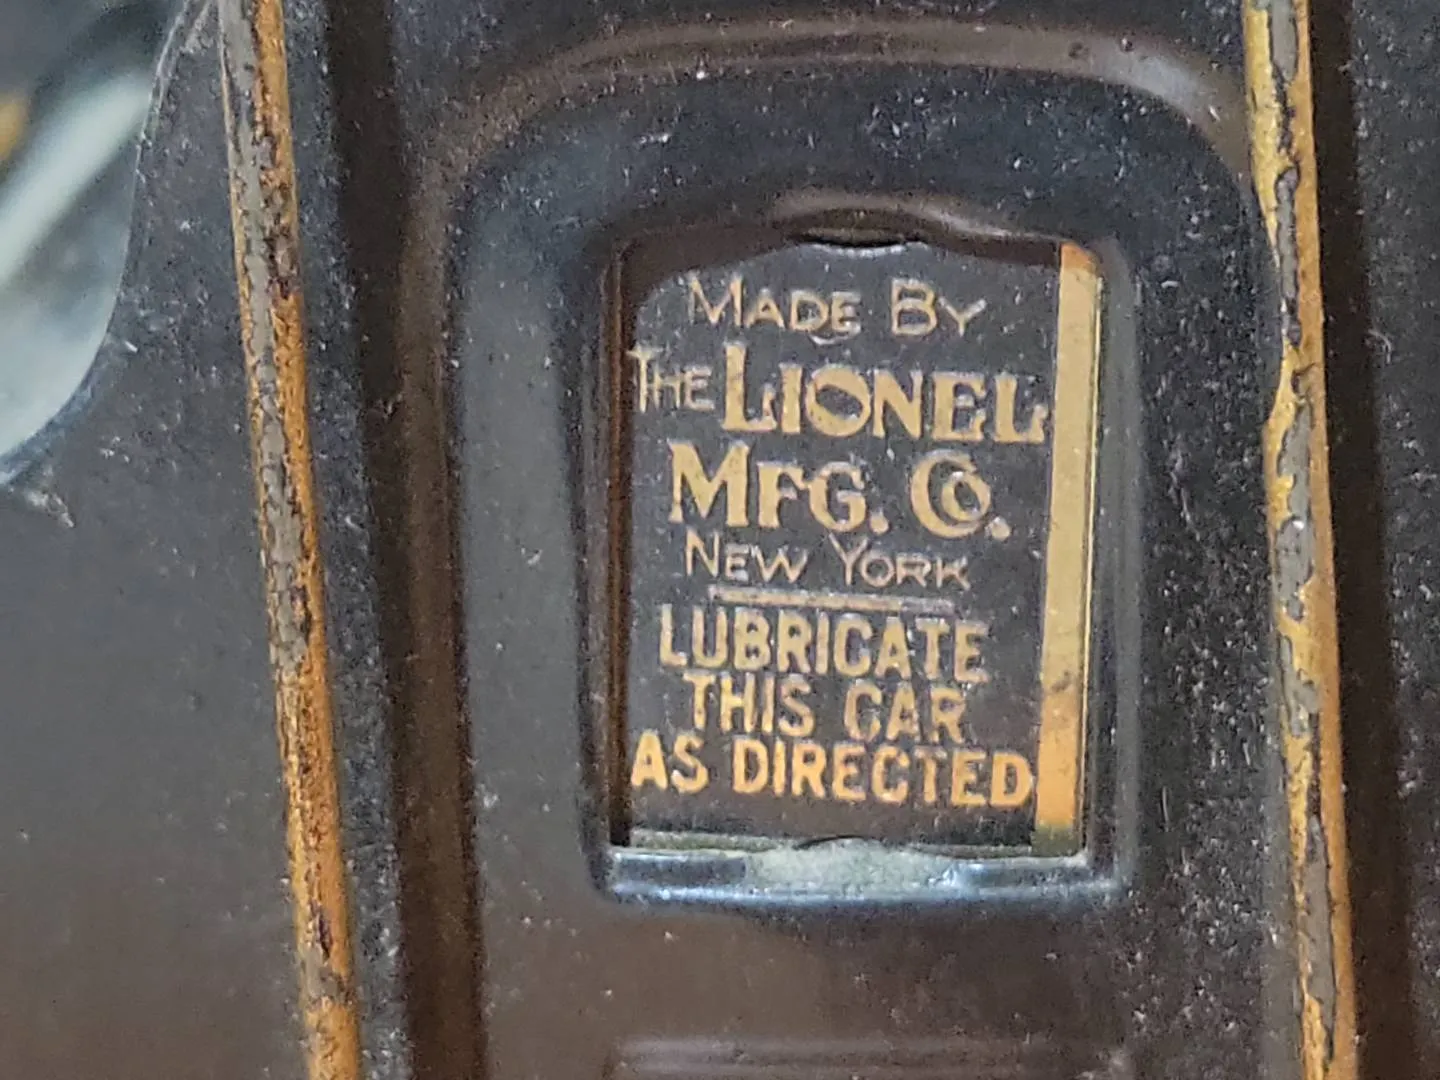 MADE BY
THE LIONEL
MFG. CO.
NEW YORK
LUBRICATE
THIS CAR
AS DIRECTED